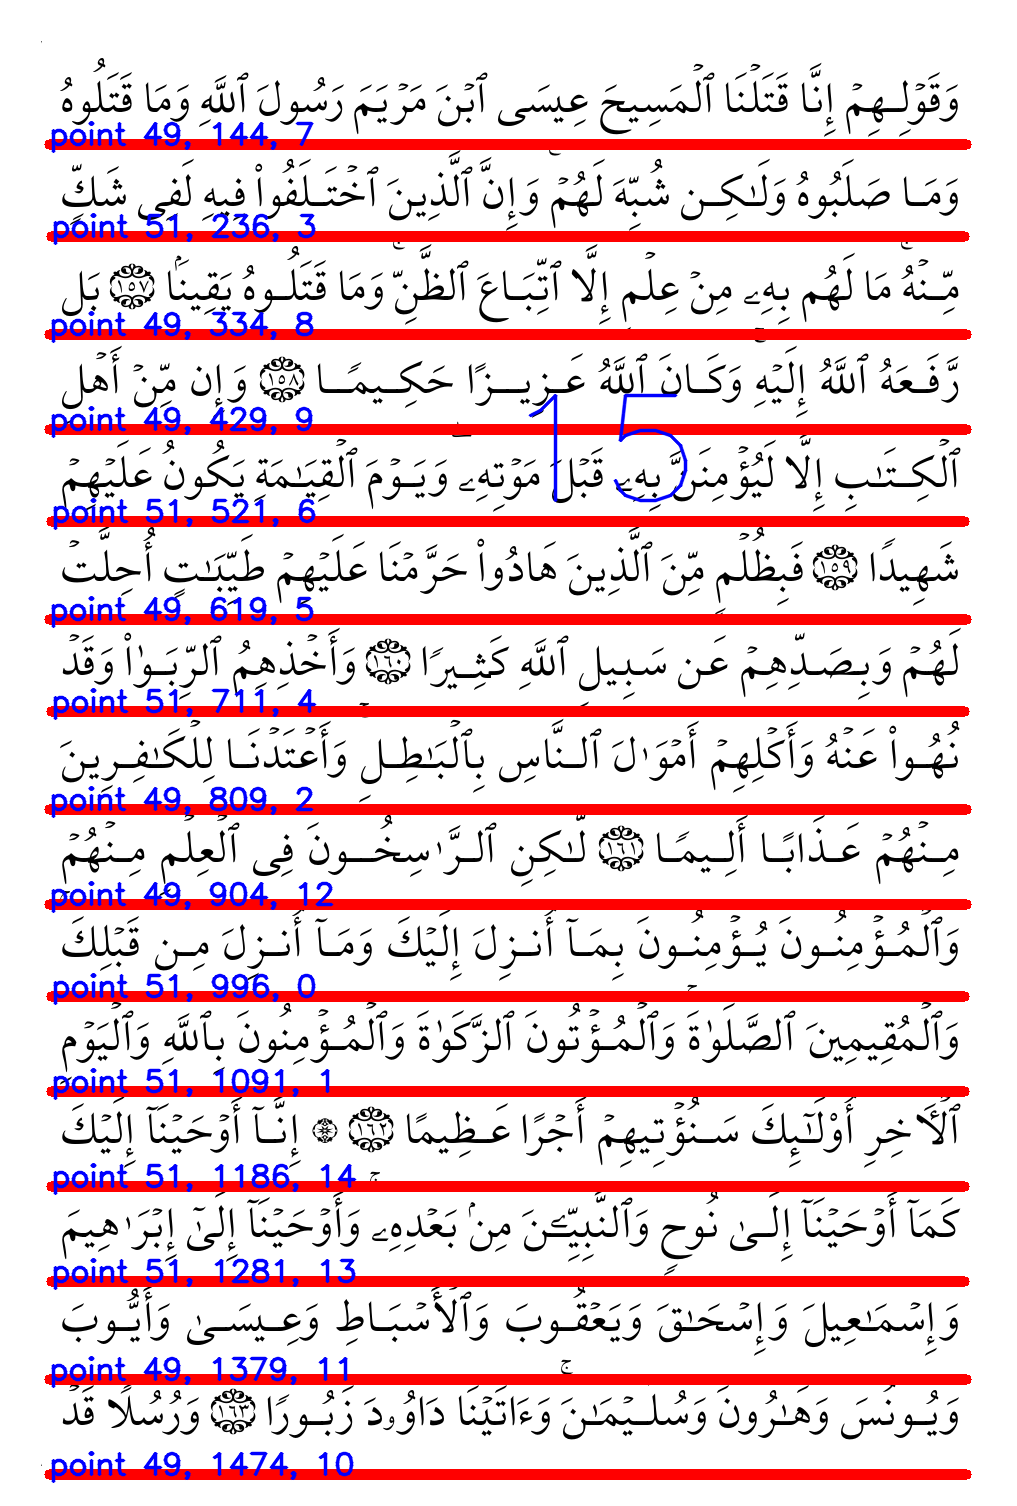 وَقَوْلِهِمْ إِنَّا قَتَلْنَا ٱلْمَسِيحَ عِيسَى ٱبْنَ مَرْيَمَ رَسُولَ ٱللَّهِ وَمَا قَتَلُوهُ
point 49, 144, 7
وَمَا صَلَبُوهُ وَلَٰكِن شُبِّهَ لَهُمْ ۚ وَإِنَّ ٱلَّذِينَ ٱخْتَلَفُوا۟ فِيهِ لَفِى شَكٍّ
point 51, 236, 3
مِّنْهُ ۚ مَا لَهُم بِهِۦ مِنْ عِلْمٍ إِلَّا ٱتِّبَاعَ ٱلظَّنِّ ۚ وَمَا قَتَلُوهُ يَقِينًۢا ١٥٧ بَل
point 49, 334, 8
رَّفَعَهُ ٱللَّهُ إِلَيْهِ ۚ وَكَانَ ٱللَّهُ عَزِيزًا حَكِيمًا ١٥٨ وَإِن مِّنْ أَهْلِ
point 49, 429, 9
15
ٱلْكِتَٰبِ إِلَّا لَيُؤْمِنَنَّ بِهِۦ قَبْلَ مَوْتِهِۦ ۖ وَيَوْمَ ٱلْقِيَٰمَةِ يَكُونُ عَلَيْهِمْ
point 51, 521, 6
شَهِيدًا ١٥٩ فَبِظُلْمٍ مِّنَ ٱلَّذِينَ هَادُوا۟ حَرَّمْنَا عَلَيْهِمْ طَيِّبَٰتٍ أُحِلَّتْ
point 49, 619, 5
لَهُمْ وَبِصَدِّهِمْ عَن سَبِيلِ ٱللَّهِ كَثِيرًا ١٦٠ وَأَخْذِهِمُ ٱلرِّبَوٰا۟ وَقَدْ
point 51, 711, 4
نُهُوا۟ عَنْهُ وَأَكْلِهِمْ أَمْوَٰلَ ٱلنَّاسِ بِٱلْبَٰطِلِ ۚ وَأَعْتَدْنَا لِلْكَٰفِرِينَ
point 49, 809, 2
مِنْهُمْ عَذَابًا أَلِيمًا ١٦١ لَّٰكِنِ ٱلرَّٰسِخُونَ فِى ٱلْعِلْمِ مِنْهُمْ
point 49, 904, 12
وَٱلْمُؤْمِنُونَ يُؤْمِنُونَ بِمَآ أُنزِلَ إِلَيْكَ وَمَآ أُنزِلَ مِن قَبْلِكَ
point 51, 996, 0
وَٱلْمُقِيمِينَ ٱلصَّلَوٰةَ ۚ وَٱلْمُؤْتُونَ ٱلزَّكَوٰةَ وَٱلْمُؤْمِنُونَ بِٱللَّهِ وَٱلْيَوْمِ
point 51, 1091, 1
ٱلْـَٔاخِرِ أُو۟لَٰٓئِكَ سَنُؤْتِيهِمْ أَجْرًا عَظِيمًا ١٦٢ ۞ إِنَّآ أَوْحَيْنَآ إِلَيْكَ
point 51, 1186, 14
كَمَآ أَوْحَيْنَآ إِلَىٰ نُوحٍ وَٱلنَّبِيِّـۧنَ مِنۢ بَعْدِهِۦ ۚ وَأَوْحَيْنَآ إِلَىٰٓ إِبْرَٰهِيمَ
point 51, 1281, 13
وَإِسْمَٰعِيلَ وَإِسْحَٰقَ وَيَعْقُوبَ وَٱلْأَسْبَاطِ وَعِيسَىٰ وَأَيُّوبَ
point 49, 1379, 11
وَيُونُسَ وَهَٰرُونَ وَسُلَيْمَٰنَ ۚ وَءَاتَيْنَا دَاوُۥدَ زَبُورًا ١٦٣ وَرُسُلًا قَدْ
point 49, 1474, 10